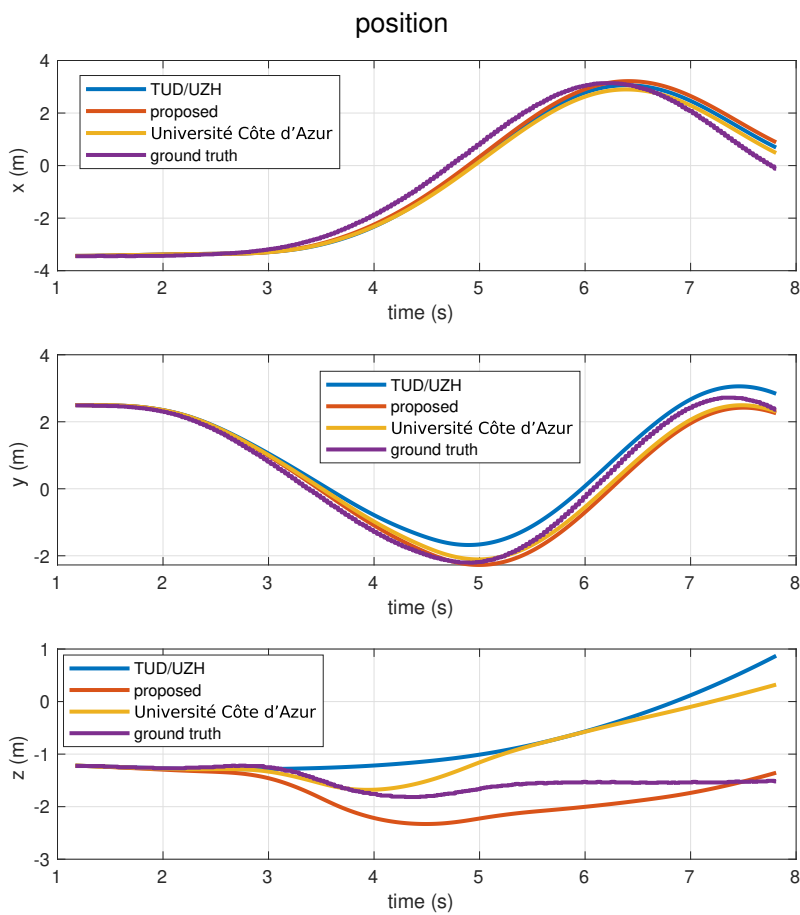 position
4
2
0
-2
-4
x (m)
TUD/UZH
proposed
Université Côte d'Azur
ground truth
1 2 3 4 5 6 7 8
time (s)
4
2
0
-2
y (m)
TUD/UZH
proposed
Université Côte d'Azur
ground truth
1 2 3 4 5 6 7 8
time (s)
1
0
-1
-2
-3
z (m)
TUD/UZH
proposed
Université Côte d'Azur
ground truth
1 2 3 4 5 6 7 8
time (s)